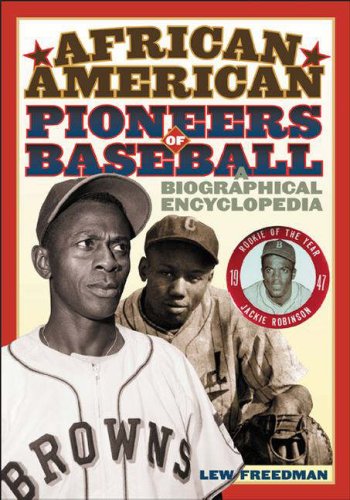 AFRICAN
AMERICAN
PIONEERS
OF
BASEBALL
A
BIOGRAPHICAL
ENCYCLOPEDIA
C
ROOKIE OF THE YEAR
19 47
B
JACKIE ROBINSON
BROWNS
LEW FREEDMAN